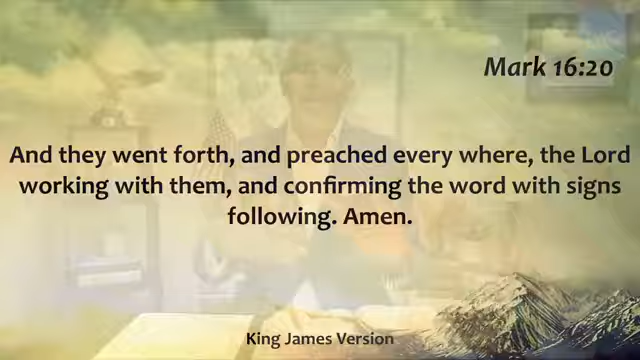 Mark 16:20
And they went forth, and preached every where, the Lord
working with them, and confirming the word with signs
following. Amen.
King James Version